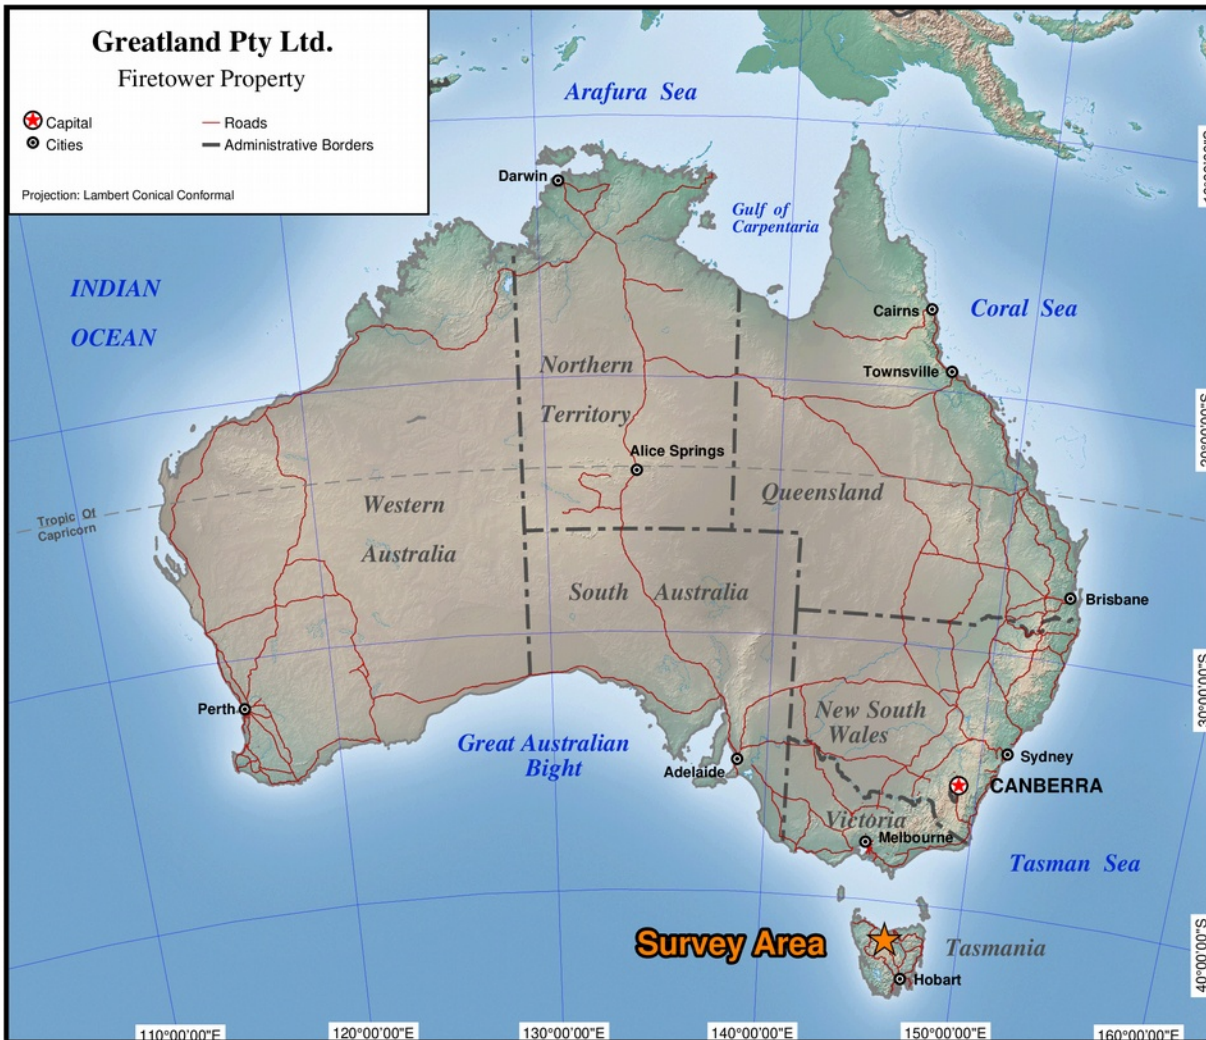 Greatland Pty Ltd.
Firetower Property
Capital
Roads
Cities
Administrative Borders
Projection: Lambert Conical Conformal
Arafura Sea
Darwin
Gulf of
Carpentaria
INDIAN
OCEAN
Cairns
Coral Sea
Northern
Territory
Townsville
20°00'00"S
Alice Springs
Western
Australia
Queensland
Tropic Of
Capricorn
South Australia
Brisbane
30°00'00"S
Perth
New South
Wales
Great Australian
Bight
Adelaide
Sydney
CANBERRA
Victoria
Melbourne
Tasman Sea
Survey Area
Tasmania
40°00'00"S
Hobart
110°00'00"E
120°00'00"E
130°00'00"E
140°00'00"E
150°00'00"E
160°00'00"E